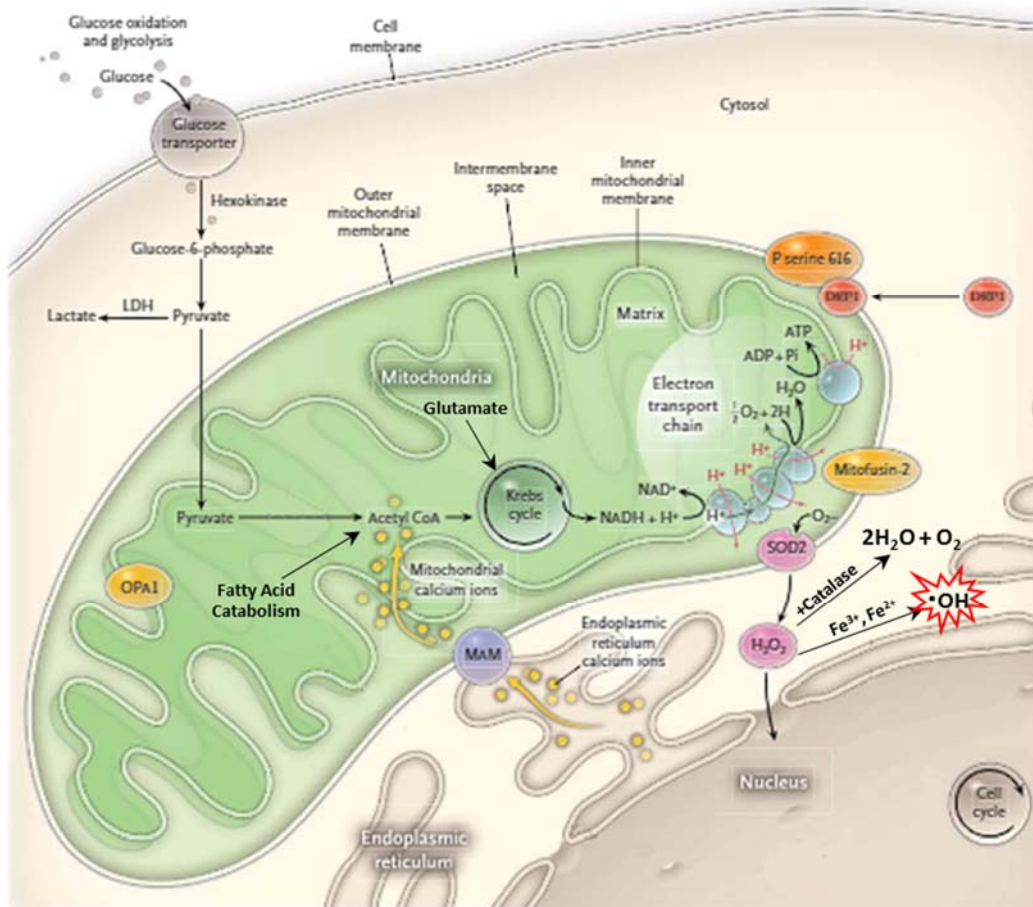 Glucose oxidation
and glycolysis
Glucose
Glucose
transporter
Cell
membrane
Cytosol
Hexokinase
Glucose-6-phosphate
LDH
Lactate
Pyruvate
Outer
mitochondrial
membrane
Intermembrane
space
Inner
mitochondrial
membrane
P serine 616
DRP1
DRP1
Matrix
Mitochondria
Glutamate
Electron
transport
chain
ATP
ADP + Pi
H⁺
H₂O
½O₂ + 2H
H⁺
H⁺
H⁺
Mitofusin-2
Krebs
cycle
NAD⁺
NADH + H⁺
H⁺
Pyruvate
Acetyl CoA
O₂–
SOD2
2H₂O + O₂
OPA1
Fatty Acid
Catabolism
Mitochondrial
calcium ions
+Catalase
•OH
Fe³⁺, Fe²⁺
H₂O₂
MAM
Endoplasmic
reticulum
calcium ions
Nucleus
Cell
cycle
Endoplasmic
reticulum